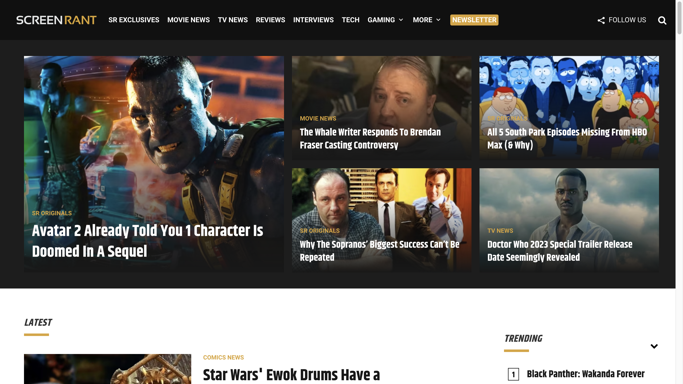 SCREENRANT
SR EXCLUSIVES
MOVIE NEWS
TV NEWS
REVIEWS
INTERVIEWS
TECH
GAMING
MORE
NEWSLETTER
FOLLOW US
SR ORIGINALS
Avatar 2 Already Told You 1 Character Is
Doomed In A Sequel
MOVIE NEWS
The Whale Writer Responds To Brendan
Fraser Casting Controversy
SR ORIGINALS
All 5 South Park Episodes Missing From HBO
Max (& Why)
SR ORIGINALS
Why The Sopranos’ Biggest Success Can’t Be
Repeated
TV NEWS
Doctor Who 2023 Special Trailer Release
Date Seemingly Revealed
LATEST
COMICS NEWS
Star Wars' Ewok Drums Have a
TRENDING
1
Black Panther: Wakanda Forever